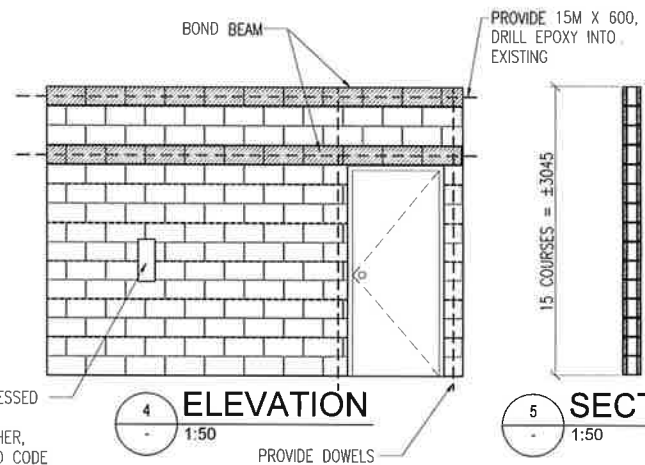 BOND BEAM
PROVIDE 15M X 600,
DRILL EPOXY INTO
EXISTING
15 COURSES = ±3045
ESSED
HER,
D CODE
4
-
ELEVATION
1:50
PROVIDE DOWELS
5
-
SECT
1:50